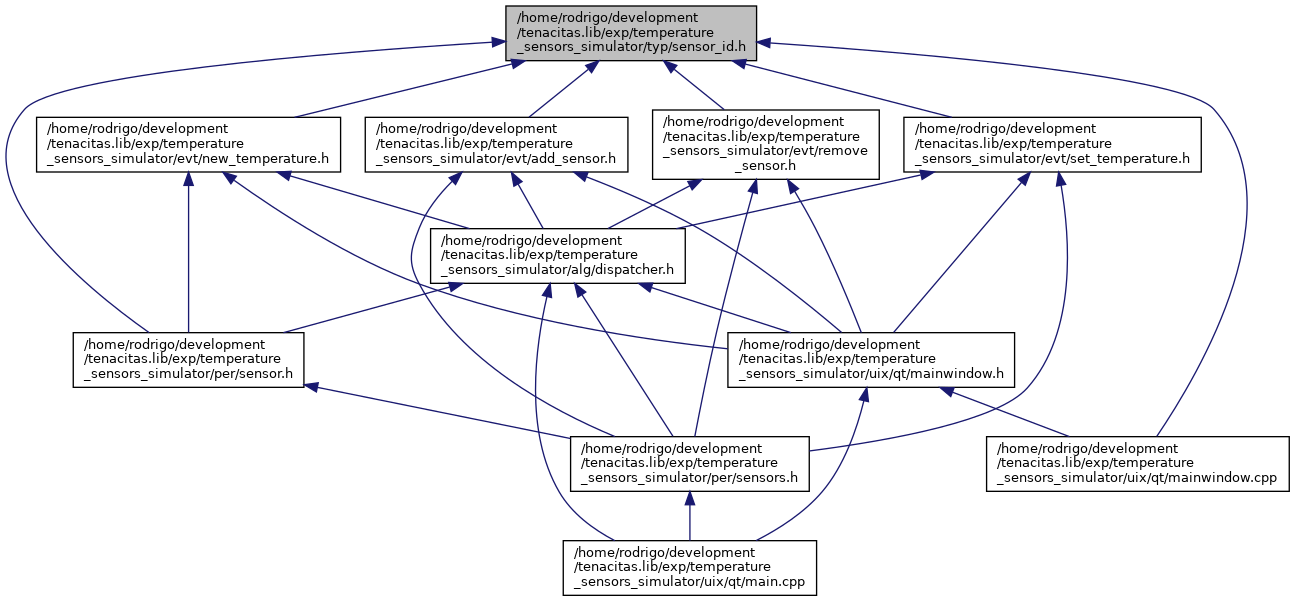 /home/rodrigo/development
/tenacitas.lib/exp/temperature
_sensors_simulator/typ/sensor_id.h
/home/rodrigo/development
/tenacitas.lib/exp/temperature
_sensors_simulator/evt/new_temperature.h
/home/rodrigo/development
/tenacitas.lib/exp/temperature
_sensors_simulator/evt/add_sensor.h
/home/rodrigo/development
/tenacitas.lib/exp/temperature
_sensors_simulator/evt/remove
_sensor.h
/home/rodrigo/development
/tenacitas.lib/exp/temperature
_sensors_simulator/evt/set_temperature.h
/home/rodrigo/development
/tenacitas.lib/exp/temperature
_sensors_simulator/alg/dispatcher.h
/home/rodrigo/development
/tenacitas.lib/exp/temperature
_sensors_simulator/per/sensor.h
/home/rodrigo/development
/tenacitas.lib/exp/temperature
_sensors_simulator/uix/qt/mainwindow.h
/home/rodrigo/development
/tenacitas.lib/exp/temperature
_sensors_simulator/per/sensors.h
/home/rodrigo/development
/tenacitas.lib/exp/temperature
_sensors_simulator/uix/qt/mainwindow.cpp
/home/rodrigo/development
/tenacitas.lib/exp/temperature
_sensors_simulator/uix/qt/main.cpp